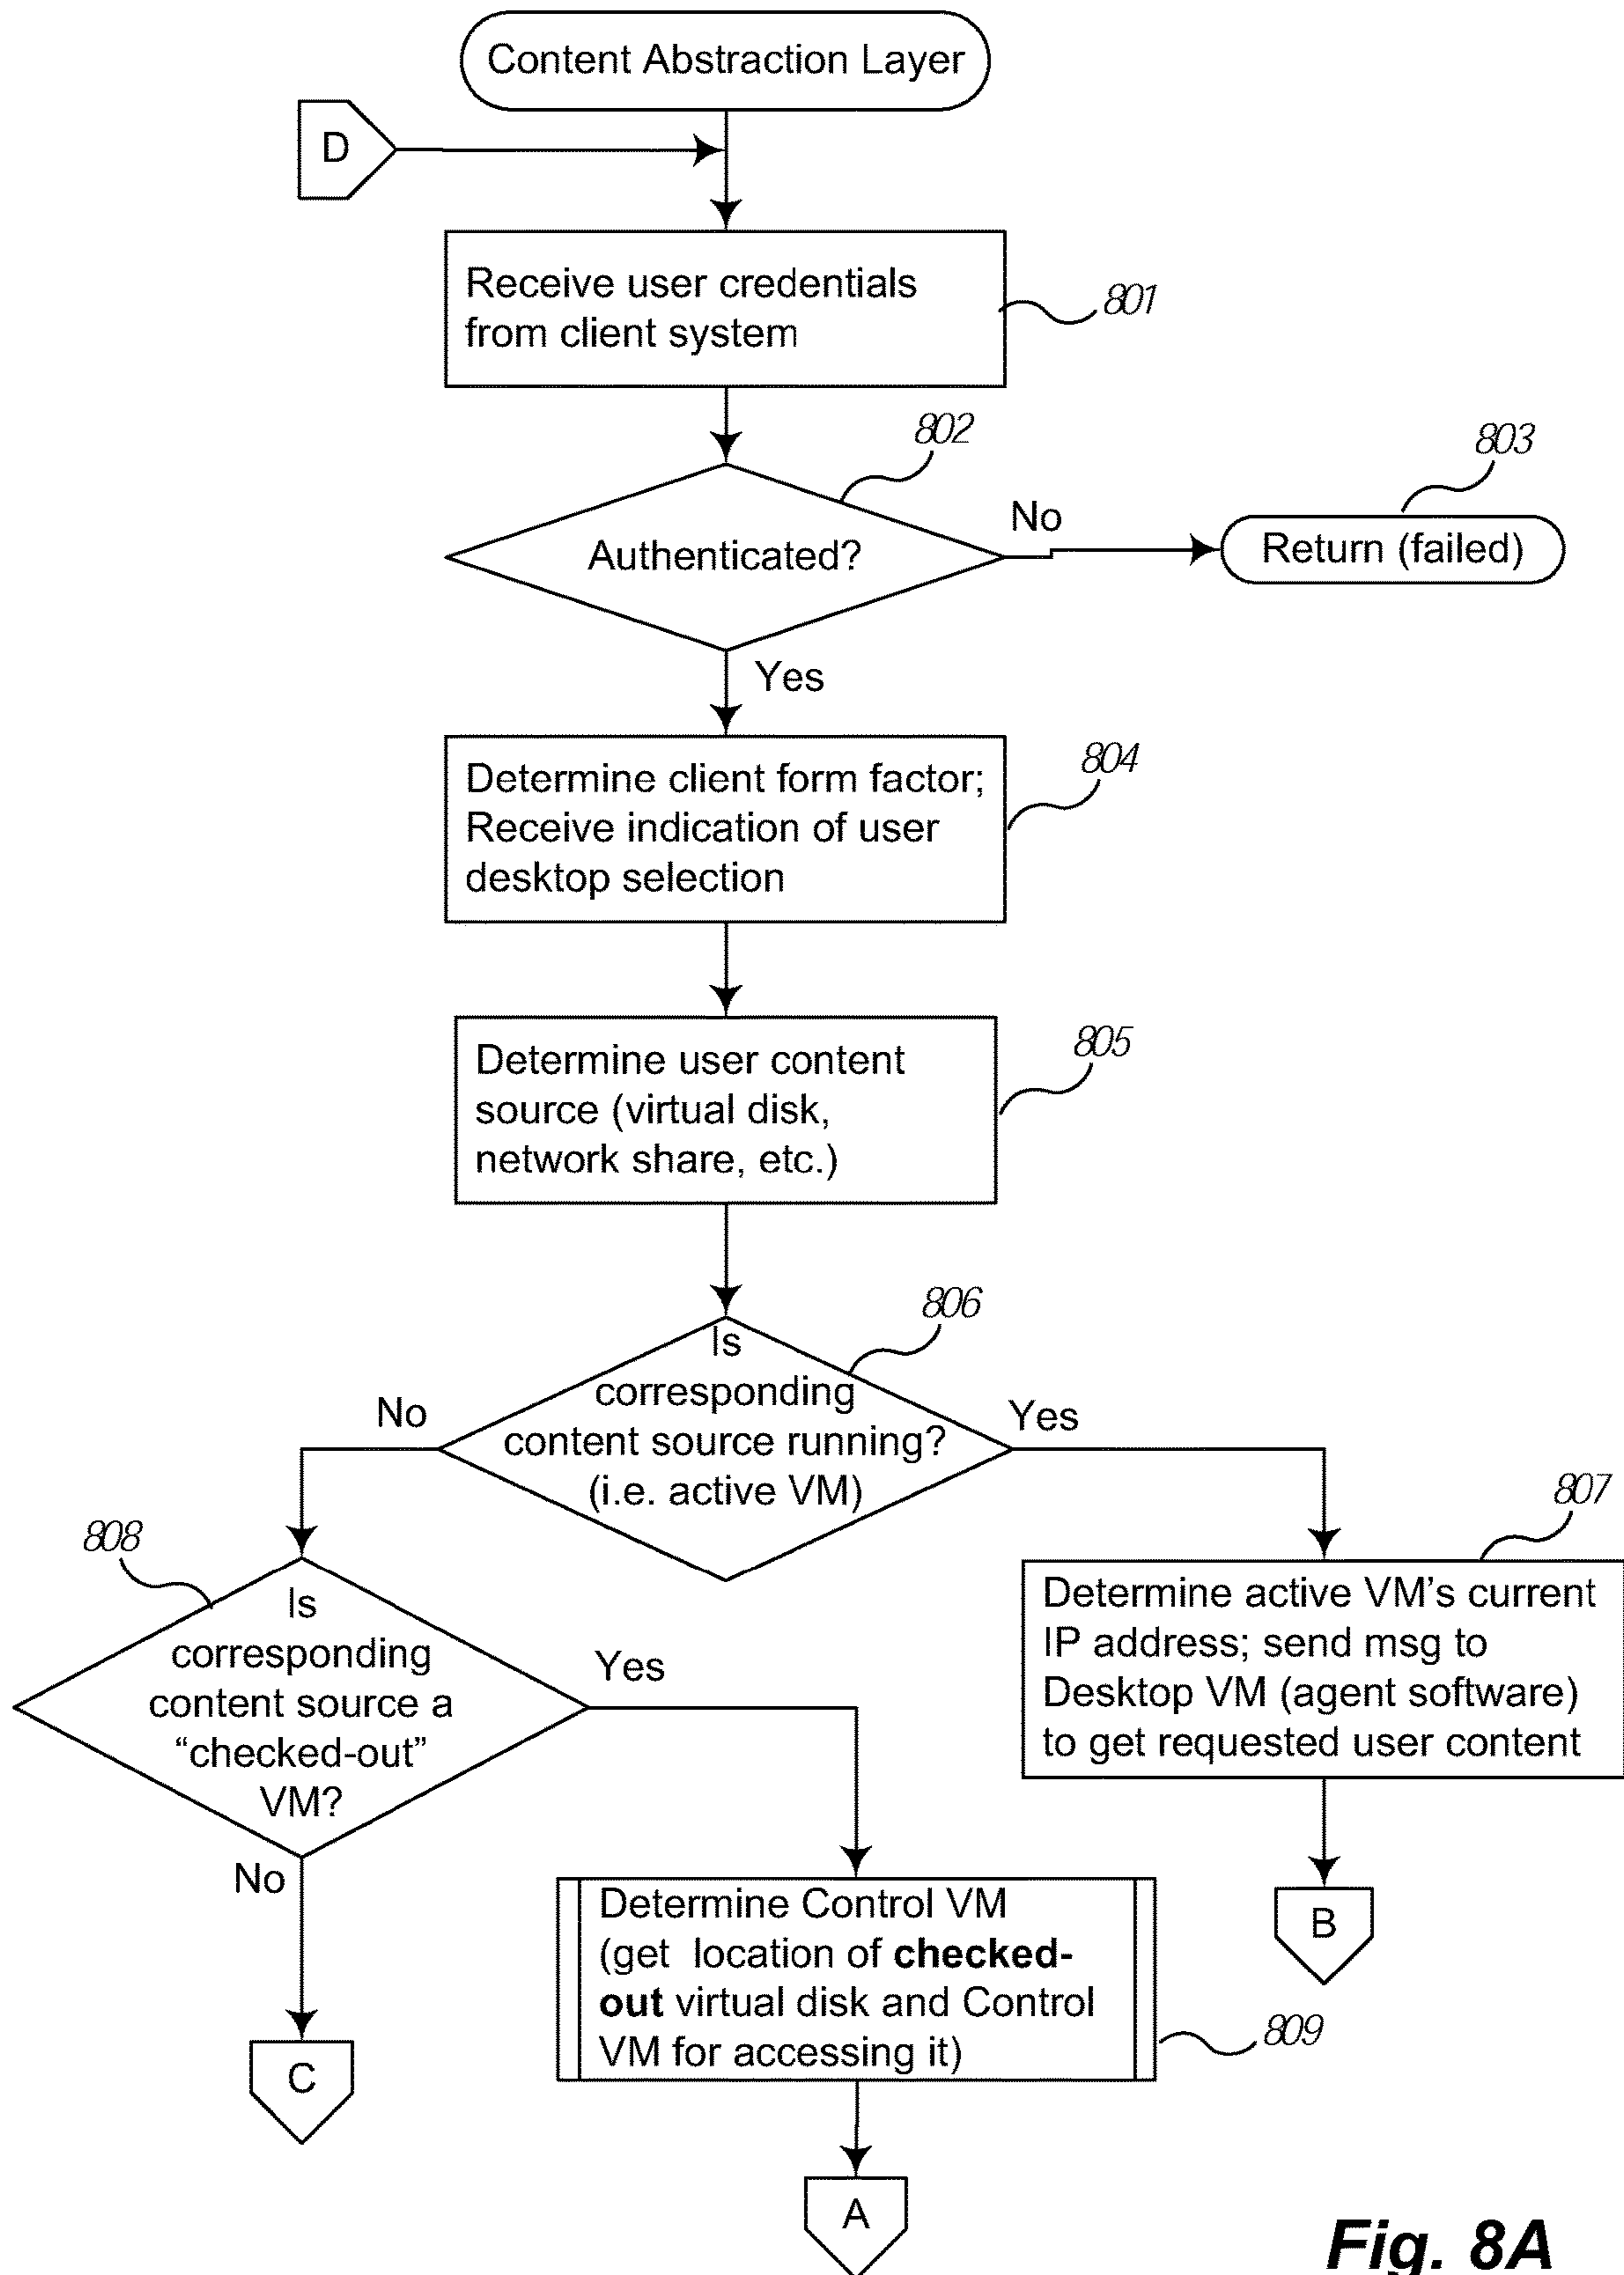 Content Abstraction Layer
D
Receive user credentials
from client system
801
802
Authenticated?
No
803
Return (failed)
Yes
Determine client form factor;
Receive indication of user
desktop selection
804
Determine user content
source (virtual disk,
network share, etc.)
805
806
Is
corresponding
content source running?
(i.e. active VM)
No
Yes
807
Determine active VM's current
IP address; send msg to
Desktop VM (agent software)
to get requested user content
B
808
Is
corresponding
content source a
“checked-out”
VM?
Yes
No
C
Determine Control VM
(get location of checked-
out virtual disk and Control
VM for accessing it)
809
A
Fig. 8A